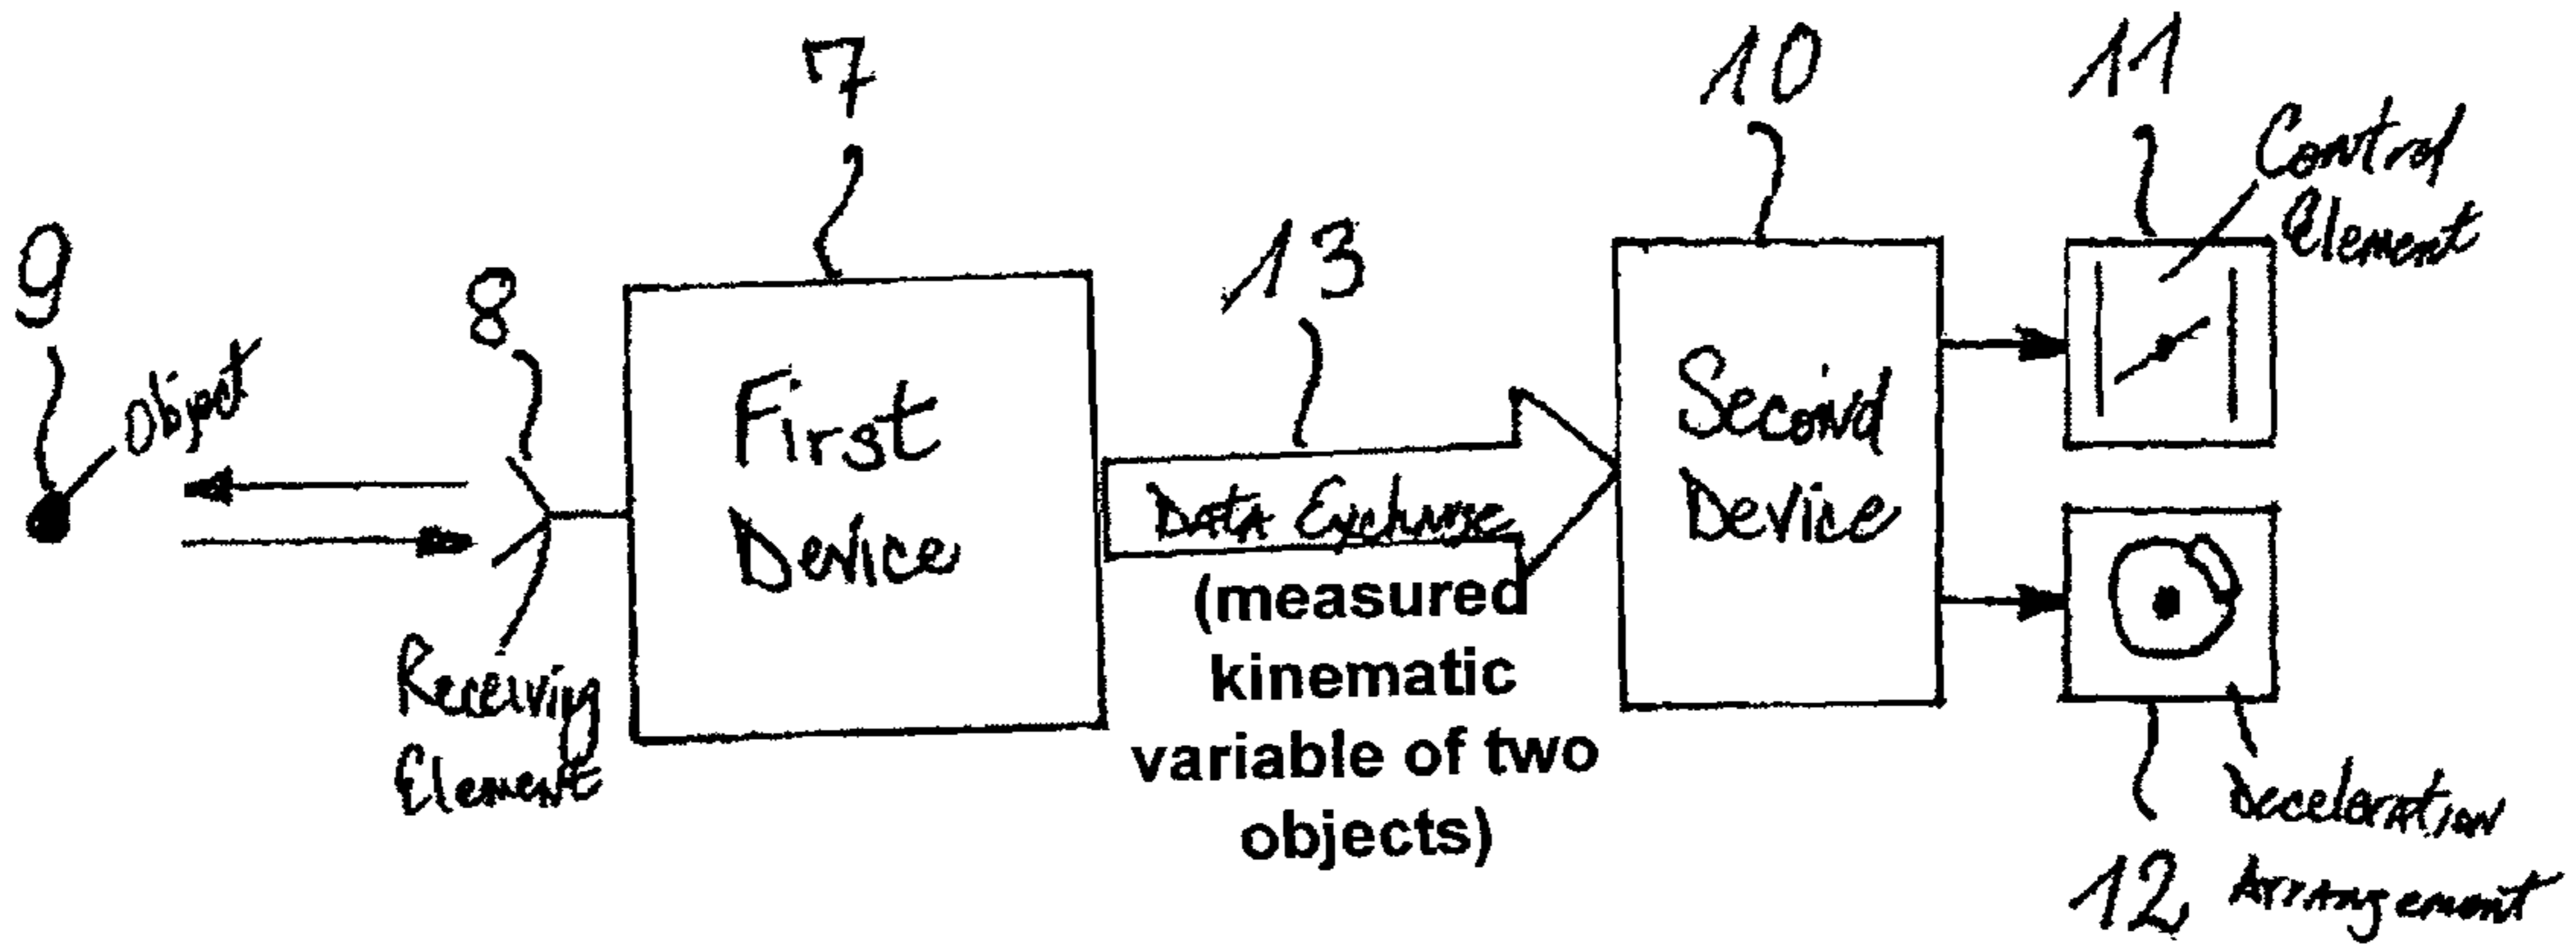 7
10
11
Control
Element
13
9
8
Object
First
Device
Second
Device
Data Exchange
(measured
kinematic
variable of two
objects)
Receiving
Element
Deceleration
Arrangement
12